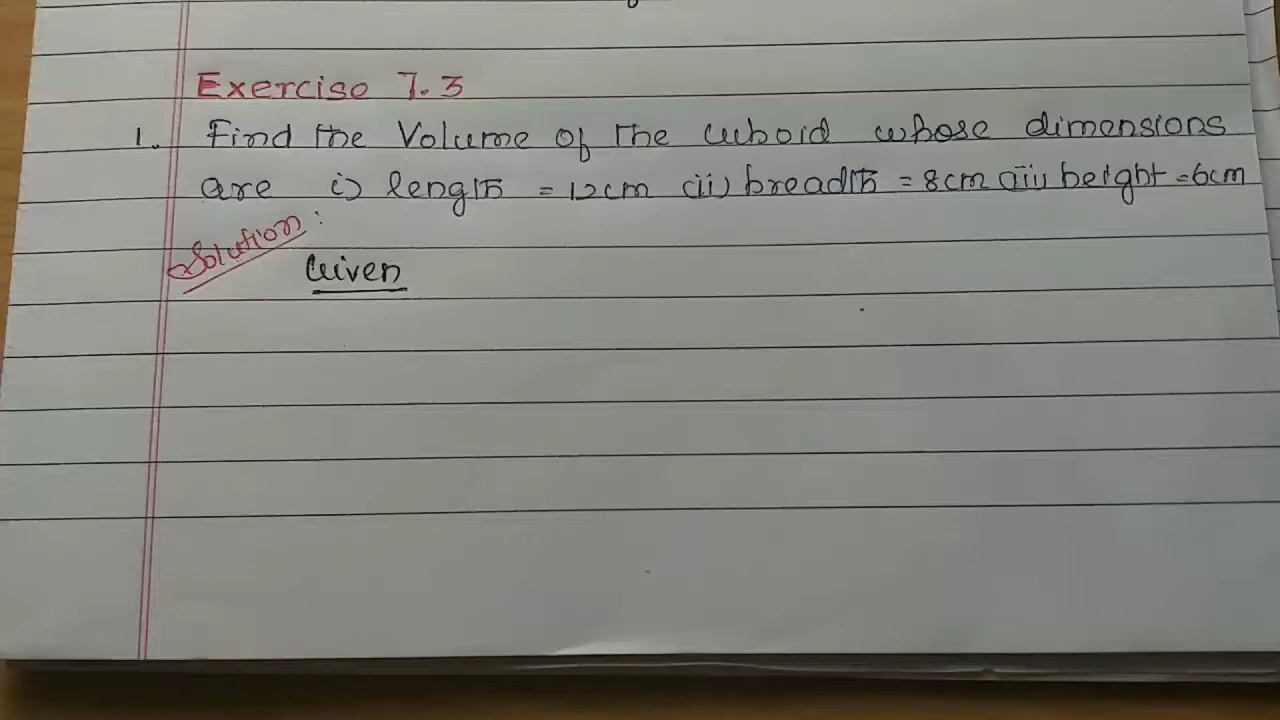 Exercise 7.3
1. Find the Volume of the cuboid whose dimensions
are i) length = 12cm (ii) breadth = 8cm (iii) height = 6cm
Solution:
Given